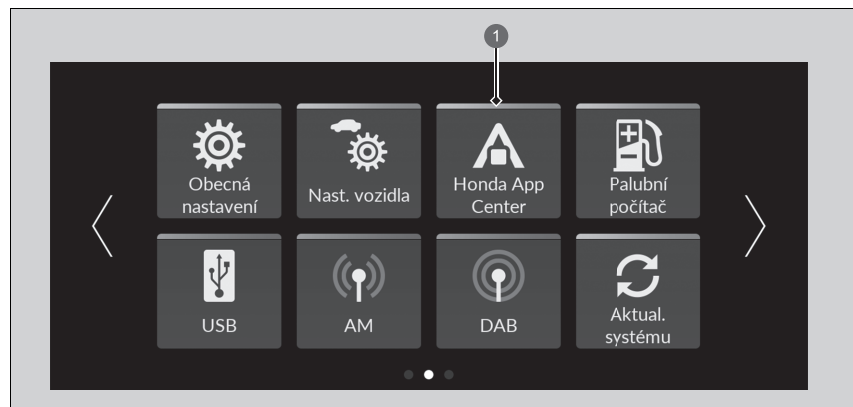 1
Obecná
nastavení
Nast. vozidla
Honda App
Center
Palubní
počítač
USB
AM
DAB
Aktual.
systému